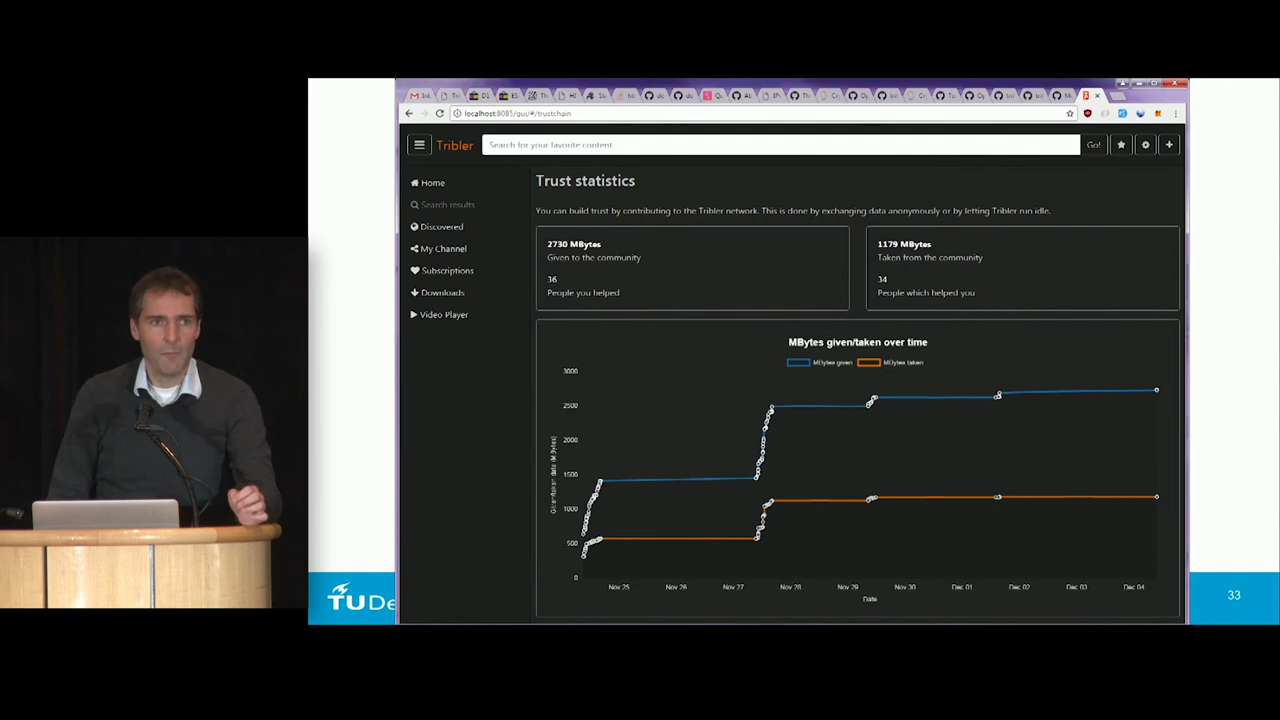 localhost:8085/gui/#/trustchain
Tribler
Search for your favorite content
Go!
Home
Search results
Discovered
My Channel
Subscriptions
Downloads
Video Player
Trust statistics
You can build trust by contributing to the Tribler network. This is done by exchanging data anonymously or by letting Tribler run idle.
2730 MBytes
Given to the community
36
People you helped
1179 MBytes
Taken from the community
34
People which helped you
MBytes given/taken over time
MBytes given MBytes taken
3000
2500
2000
1500
1000
500
0
Given/taken data (MBytes)
Nov 25 Nov 26 Nov 27 Nov 28 Nov 29 Nov 30 Dec 01 Dec 02 Dec 03 Dec 04
Date
TUDe
33